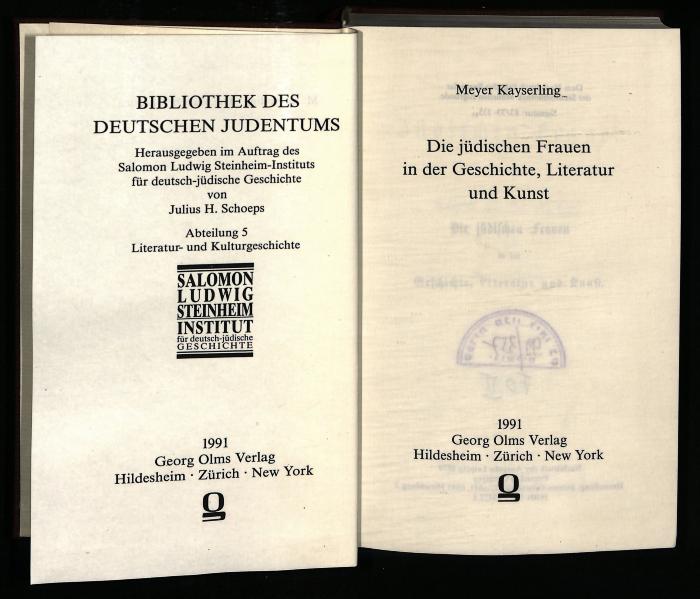 BIBLIOTHEK DES
DEUTSCHEN JUDENTUMS
Herausgegeben im Auftrag des
Salomon Ludwig Steinheim-Instituts
für deutsch-jüdische Geschichte
von
Julius H. Schoeps
Abteilung 5
Literatur- und Kulturgeschichte
SALOMON
LUDWIG
STEINHEIM
INSTITUT
für deutsch-jüdische
GESCHICHTE
1991
Georg Olms Verlag
Hildesheim · Zürich · New York
Meyer Kayserling
Die jüdischen Frauen
in der Geschichte, Literatur
und Kunst
1991
Georg Olms Verlag
Hildesheim · Zürich · New York